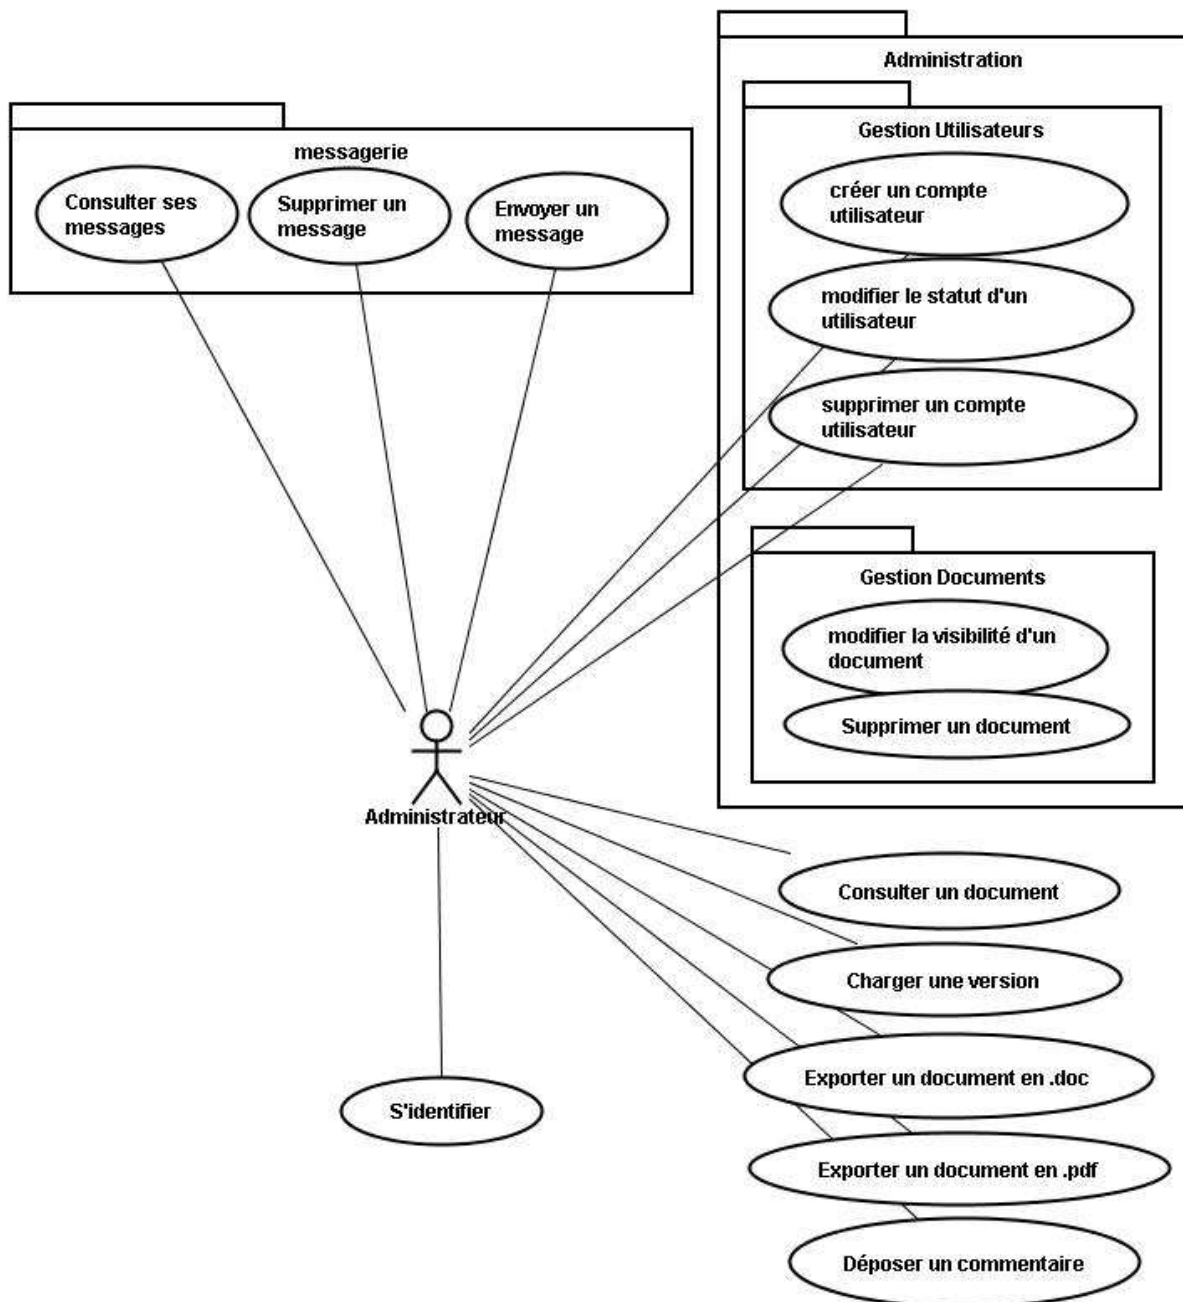 Administration
Gestion Utilisateurs
créer un compte
utilisateur
modifier le statut d'un
utilisateur
supprimer un compte
utilisateur
messagerie
Consulter ses
messages
Supprimer un
message
Envoyer un
message
Gestion Documents
modifier la visibilité d'un
document
Supprimer un document
Administrateur
Consulter un document
Charger une version
Exporter un document en .doc
S'identifier
Exporter un document en .pdf
Déposer un commentaire